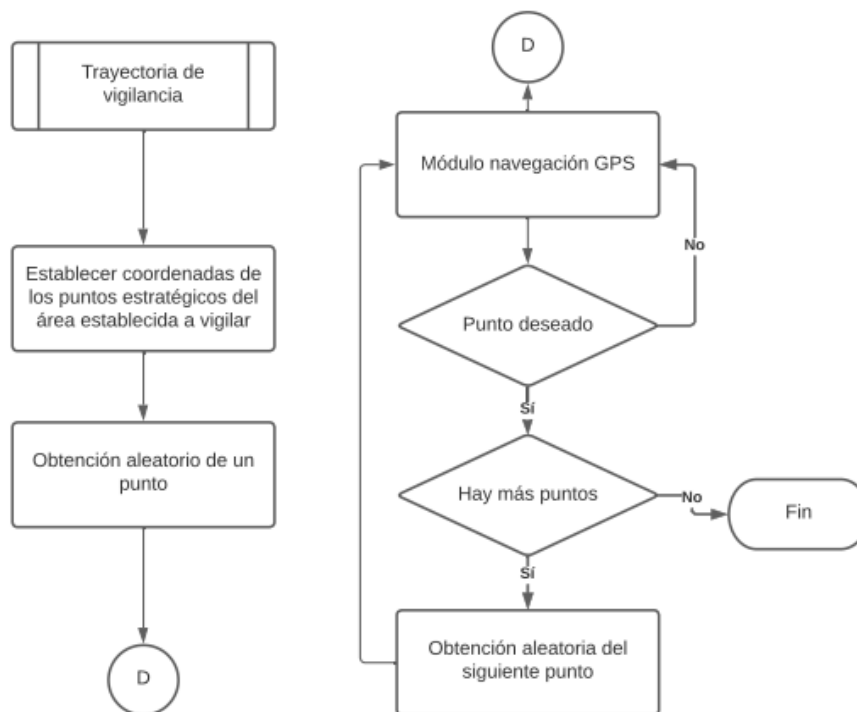 Trayectoria de
vigilancia
Establecer coordenadas de
los puntos estratégicos del
área establecida a vigilar
Obtención aleatorio de un
punto
D
D
Módulo navegación GPS
No
Punto deseado
Sí
Hay más puntos
No
Fin
Sí
Obtención aleatoria del
siguiente punto